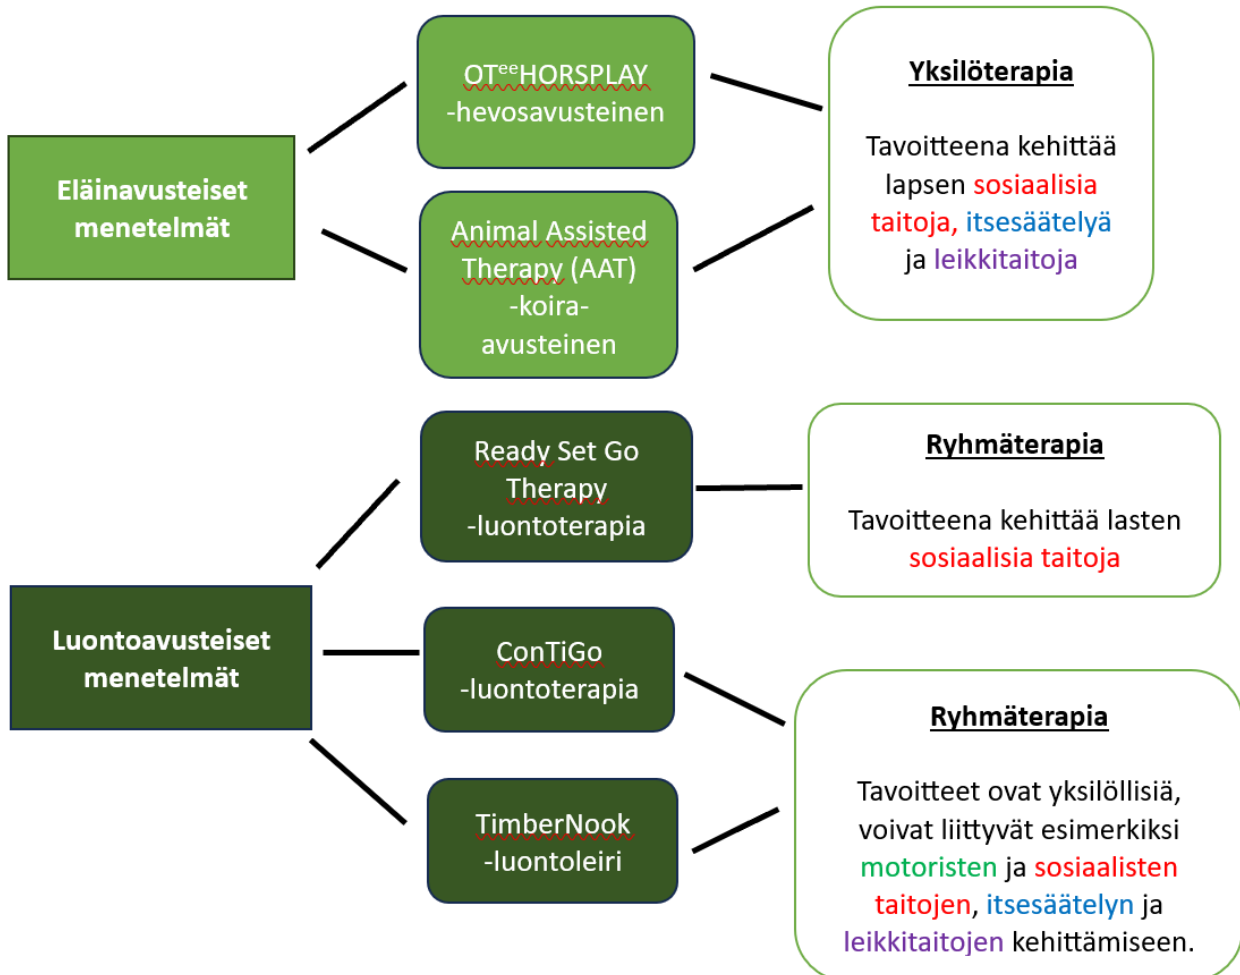 Eläinavusteiset
menetelmät
OTᵉᵉHORSPLAY
-hevosavusteinen
Animal Assisted
Therapy (AAT)
-koira-
avusteinen
Yksilöterapia
Tavoitteena kehittää
lapsen sosiaalisia
taitoja, itsesäätelyä
ja leikkitaitoja
Luontoavusteiset
menetelmät
Ready Set Go
Therapy
-luontoterapia
Ryhmäterapia
Tavoitteena kehittää lasten
sosiaalisia taitoja
ConTiGo
-luontoterapia
TimberNook
-luontoleiri
Ryhmäterapia
Tavoitteet ovat yksilöllisiä,
voivat liittyvät esimerkiksi
motoristen ja sosiaalisten
taitojen, itsesäätelyn ja
leikkitaitojen kehittämiseen.